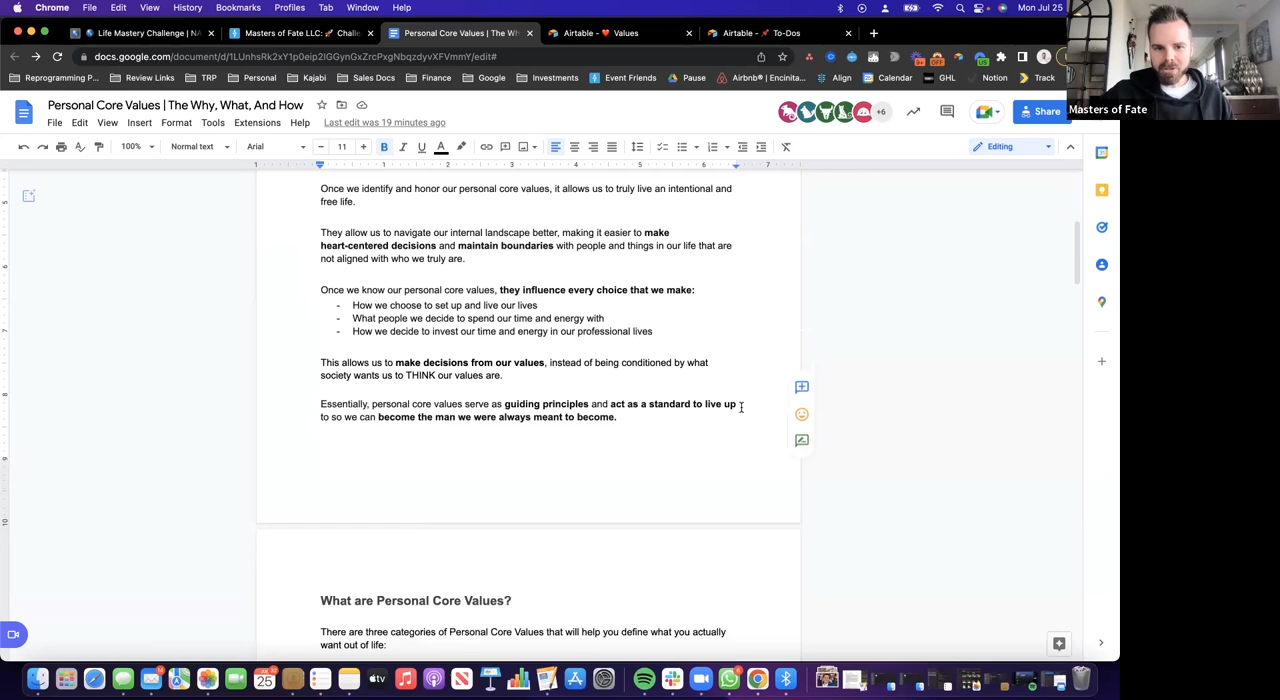 Chrome File Edit View History Bookmarks Profiles Tab Window Help Mon Jul 25
Life Mastery Challenge | NA Masters of Fate LLC: 🚀 Challe Personal Core Values | The Wh Airtable - ❤️ Values Airtable - 🚀 To-Dos
docs.google.com/document/d/1LUnhsRk2xY1p0eip2lGGynGxZrcPxgNbqzdyvXFVmmY/edit#
Reprogramming P... Review Links TRP Personal Kajabi Sales Docs Finance Google Investments Event Friends Pause Airbnb® | Encinita... Align Calendar GHL Notion Track
Masters of Fate
Personal Core Values | The Why, What, And How
+6
Share
File Edit View Insert Format Tools Extensions Help Last edit was 19 minutes ago
100% Normal text Arial 11 Editing
1 1 2 3 4 5 6 7
Once we identify and honor our personal core values, it allows us to truly live an intentional and
free life.
They allow us to navigate our internal landscape better, making it easier to make
heart-centered decisions and maintain boundaries with people and things in our life that are
not aligned with who we truly are.
Once we know our personal core values, they influence every choice that we make:
- How we choose to set up and live our lives
- What people we decide to spend our time and energy with
- How we decide to invest our time and energy in our professional lives
This allows us to make decisions from our values, instead of being conditioned by what
society wants us to THINK our values are.
Essentially, personal core values serve as guiding principles and act as a standard to live up
to so we can become the man we were always meant to become.
What are Personal Core Values?
There are three categories of Personal Core Values that will help you define what you actually
want out of life: